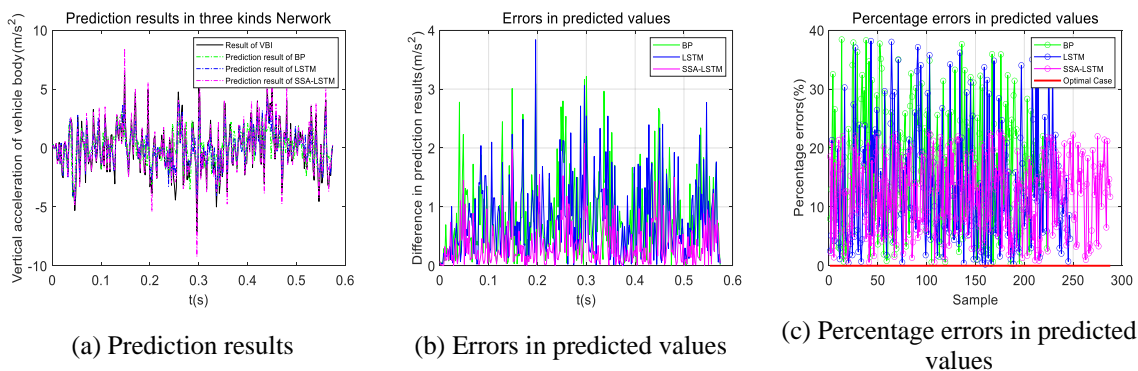 Prediction results in three kinds Nerwork
Vertical acceleration of vehicle body(m/s²)
10
5
0
-5
-10
0
0.1
0.2
0.3
0.4
0.5
0.6
t(s)
Result of VBI
Prediction result of BP
Prediction result of LSTM
Prediction result of SSA-LSTM
(a) Prediction results
Errors in predicted values
Difference in prediction results(m/s²)
4
3
2
1
0
0
0.1
0.2
0.3
0.4
0.5
0.6
t(s)
BP
LSTM
SSA-LSTM
(b) Errors in predicted values
Percentage errors in predicted values
Percentage errors(%)
40
30
20
10
0
0
50
100
150
200
250
300
Sample
BP
LSTM
SSA-LSTM
Optimal Case
(c) Percentage errors in predicted
values